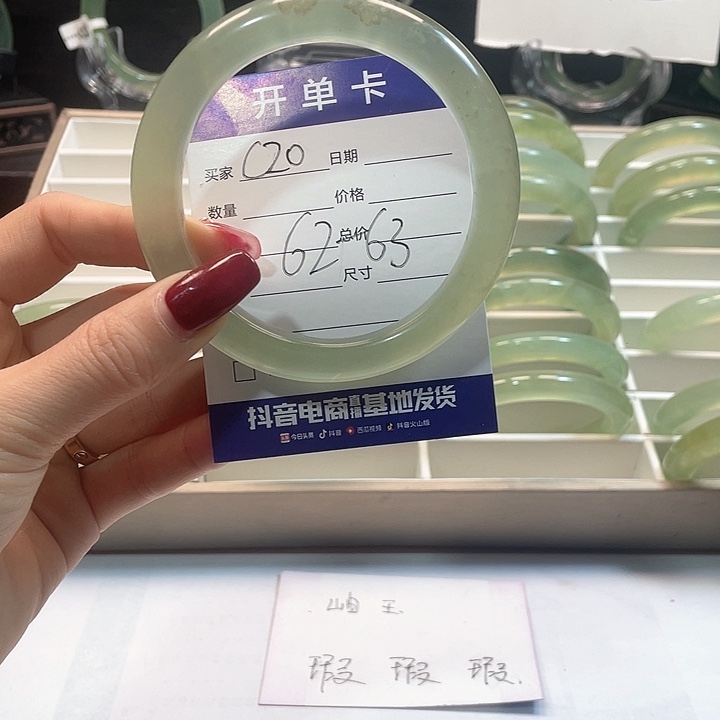 开单卡
买家 C20 日期
数量 价格
62 总价 63
尺寸
抖音电商直播基地发货
今日头条 抖音 西瓜视频 抖音火山版
岫玉
瑕 瑕 瑕.